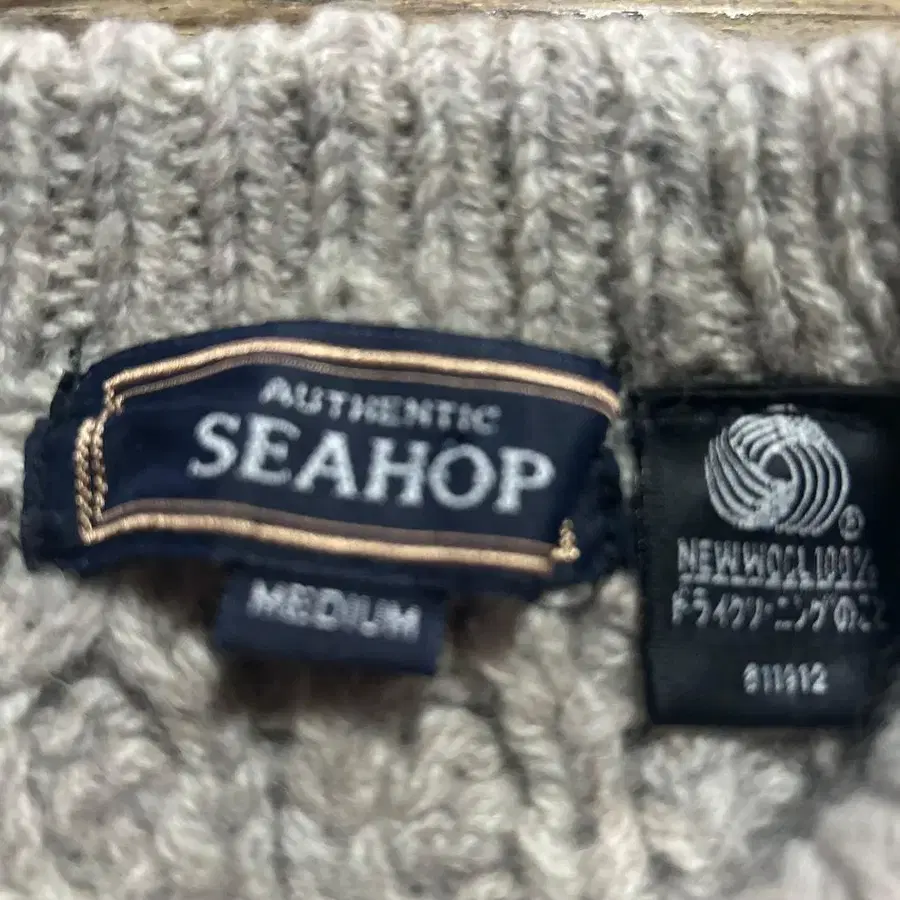 AUTHENTIC
SEAHOP
MEDIUM
®
NEW WOOL 100%
ドライクリーニングのこと
811912